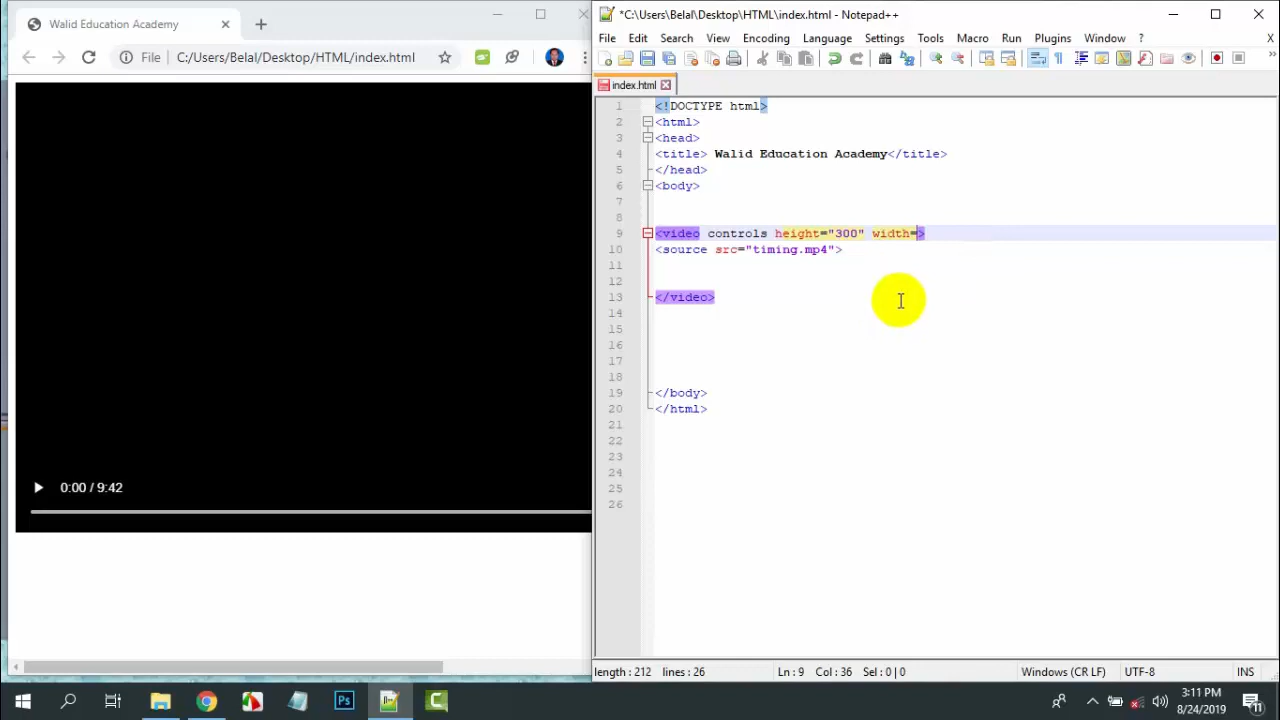 Walid Education Academy
File C:/Users/Belal/Desktop/HTML/index.html
0:00 / 9:42
*C:\Users\Belal\Desktop\HTML\index.html - Notepad++
File Edit Search View Encoding Language Settings Tools Macro Run Plugins Window ? X
index.html
1 <!DOCTYPE html>
2 <html>
3 <head>
4 <title> Walid Education Academy</title>
5 </head>
6 <body>
7
8
9 <video controls height="300" width=>
10 <source src="timing.mp4">
11
12
13 </video>
14
15
16
17
18
19 </body>
20 </html>
21
22
23
24
25
26
length : 212 lines : 26 Ln : 9 Col : 36 Sel : 0 | 0 Windows (CR LF) UTF-8 INS
Ps
3:11 PM
8/24/2019
11